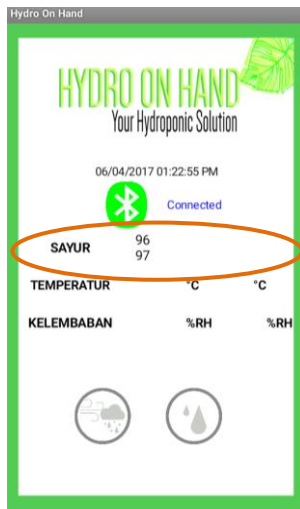 Hydro On Hand
HYDRO ON HAND
Your Hydroponic Solution
06/04/2017 01:22:55 PM
Connected
SAYUR 96
97
TEMPERATUR °C °C
KELEMBABAN %RH %RH